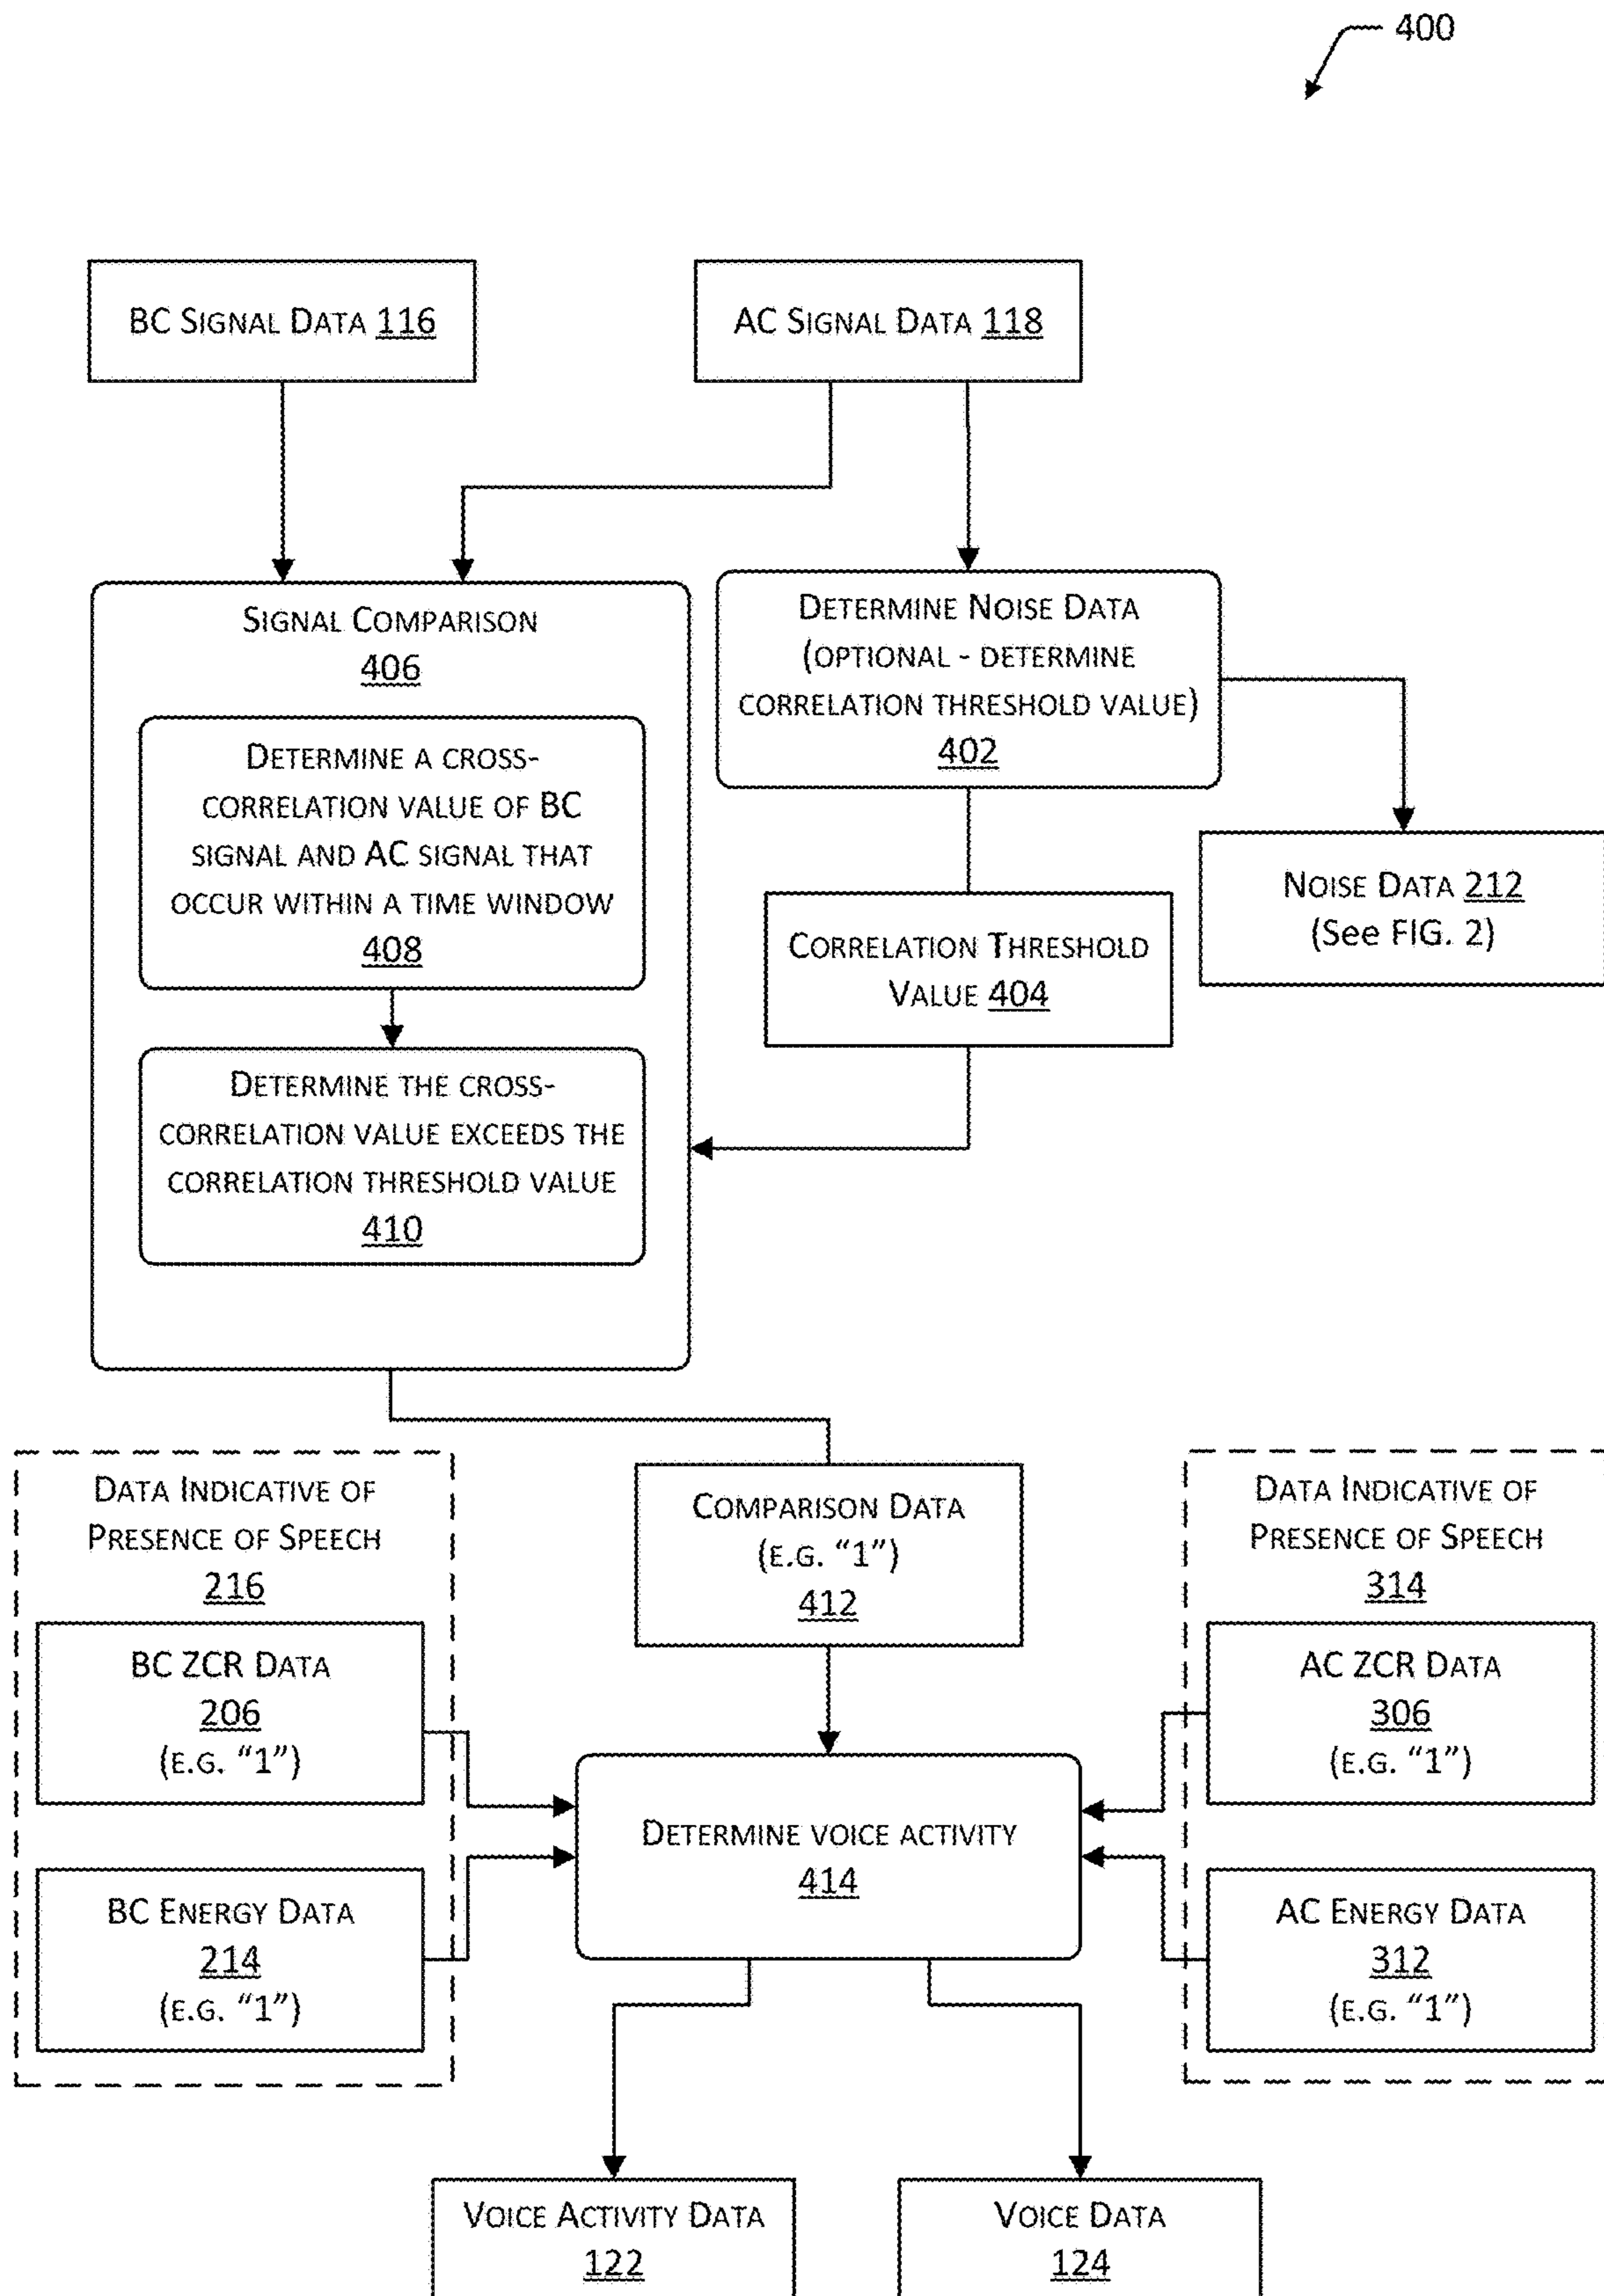 400
BC Signal Data 116
AC Signal Data 118
Signal Comparison
406
Determine a cross-
correlation value of BC
signal and AC signal that
occur within a time window
408
Determine the cross-
correlation value exceeds the
correlation threshold value
410
Determine Noise Data
(optional - determine
correlation threshold value)
402
Correlation Threshold
Value 404
Noise Data 212
(See FIG. 2)
Data Indicative of
Presence of Speech
216
BC ZCR Data
206
(e.g. “1”)
BC Energy Data
214
(e.g. “1”)
Comparison Data
(e.g. “1”)
412
Determine voice activity
414
Data Indicative of
Presence of Speech
314
AC ZCR Data
306
(e.g. “1”)
AC Energy Data
312
(e.g. “1”)
Voice Activity Data
122
Voice Data
124